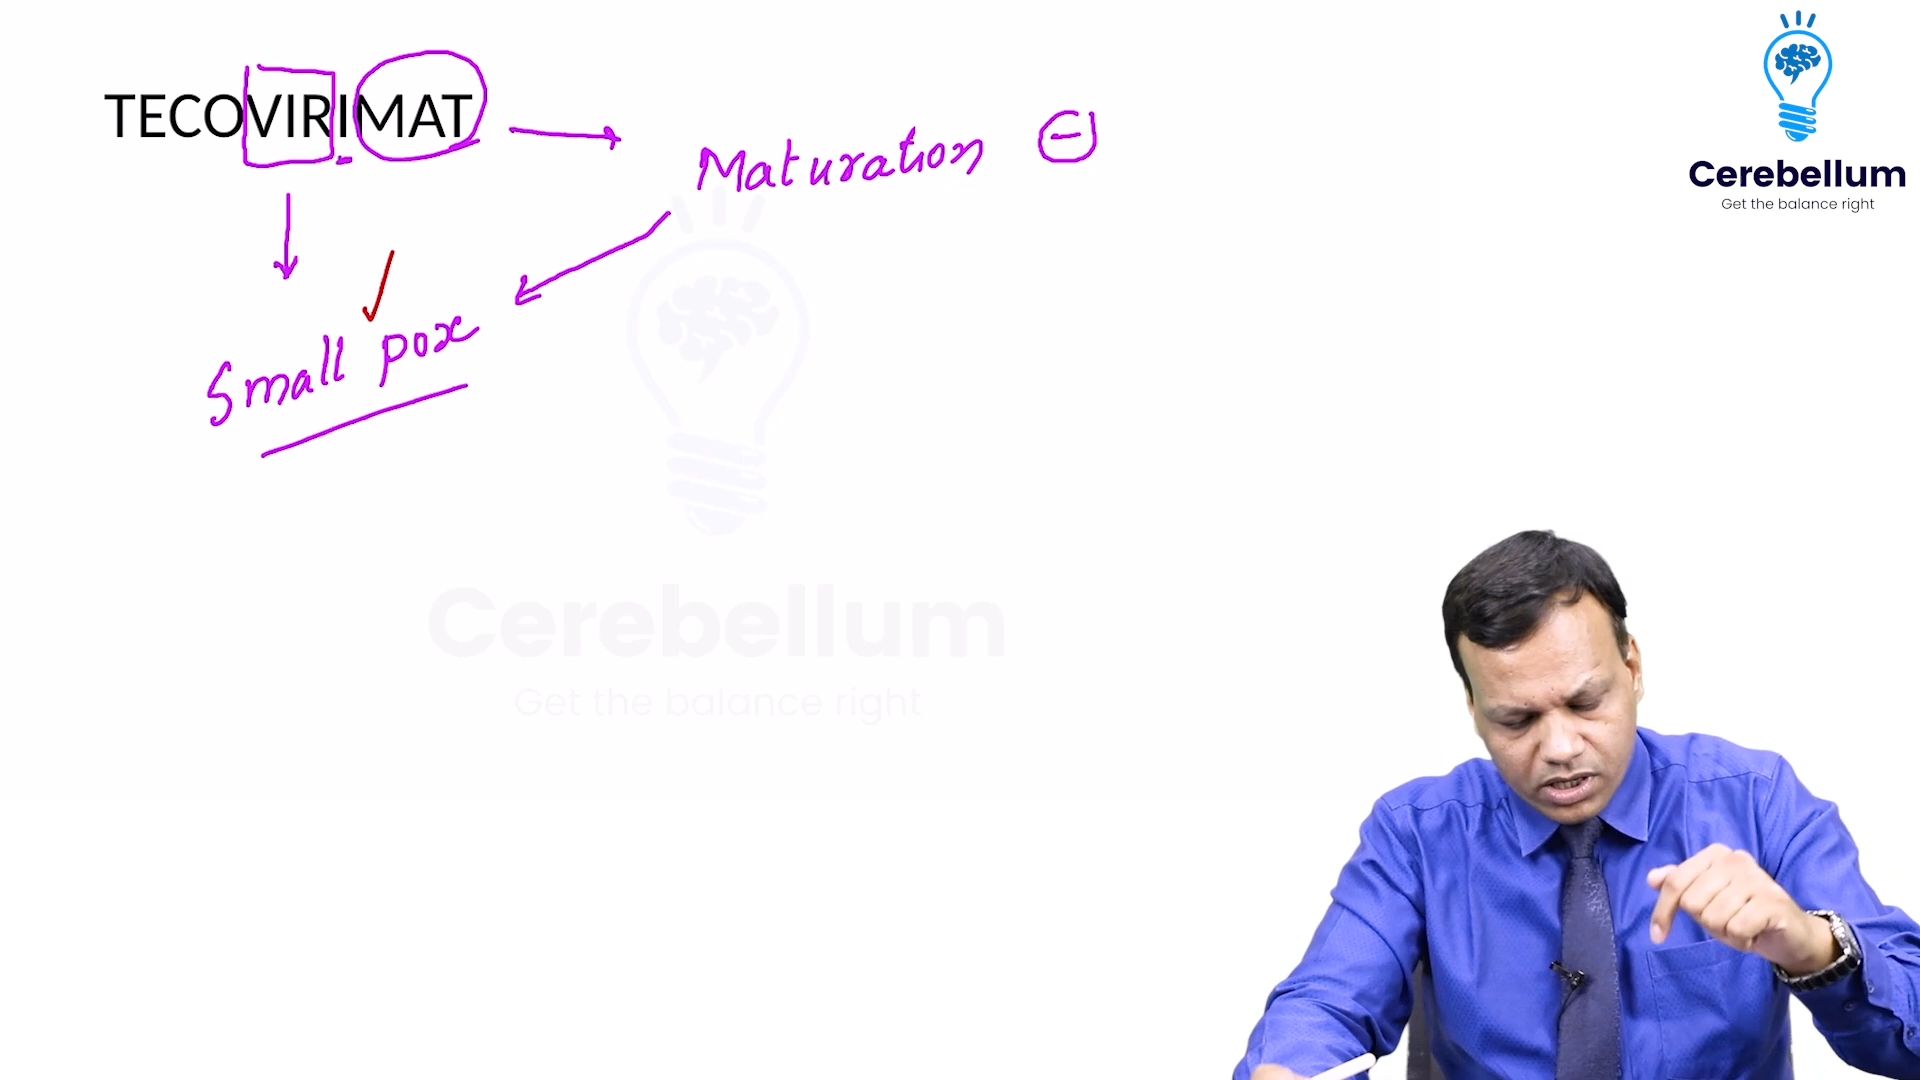 TECOVIRIMAT
Maturation ⊖
Small pox
Cerebellum
Get the balance right
Cerebellum
Get the balance right